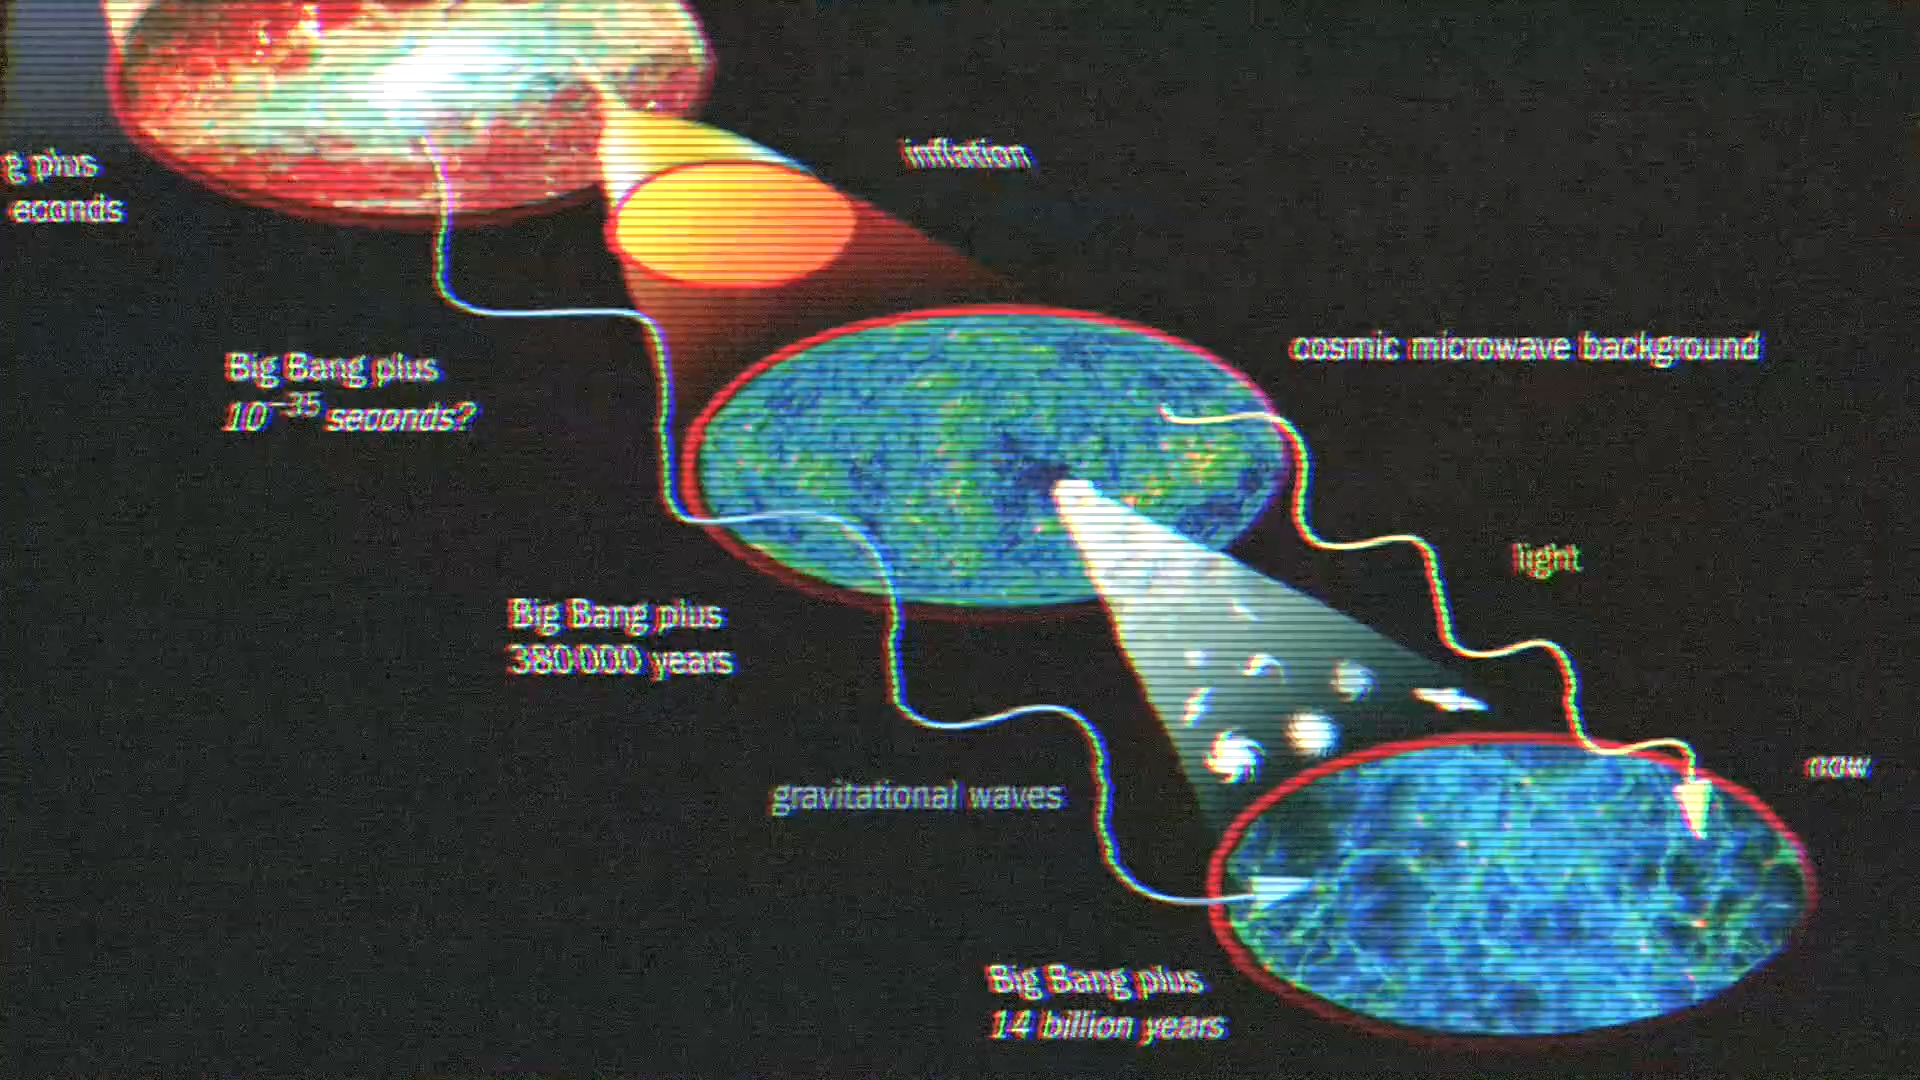 g plus
econds
inflation
Big Bang plus
10⁻³⁵ seconds?
cosmic microwave background
light
Big Bang plus
380 000 years
now
gravitational waves
Big Bang plus
14 billion years